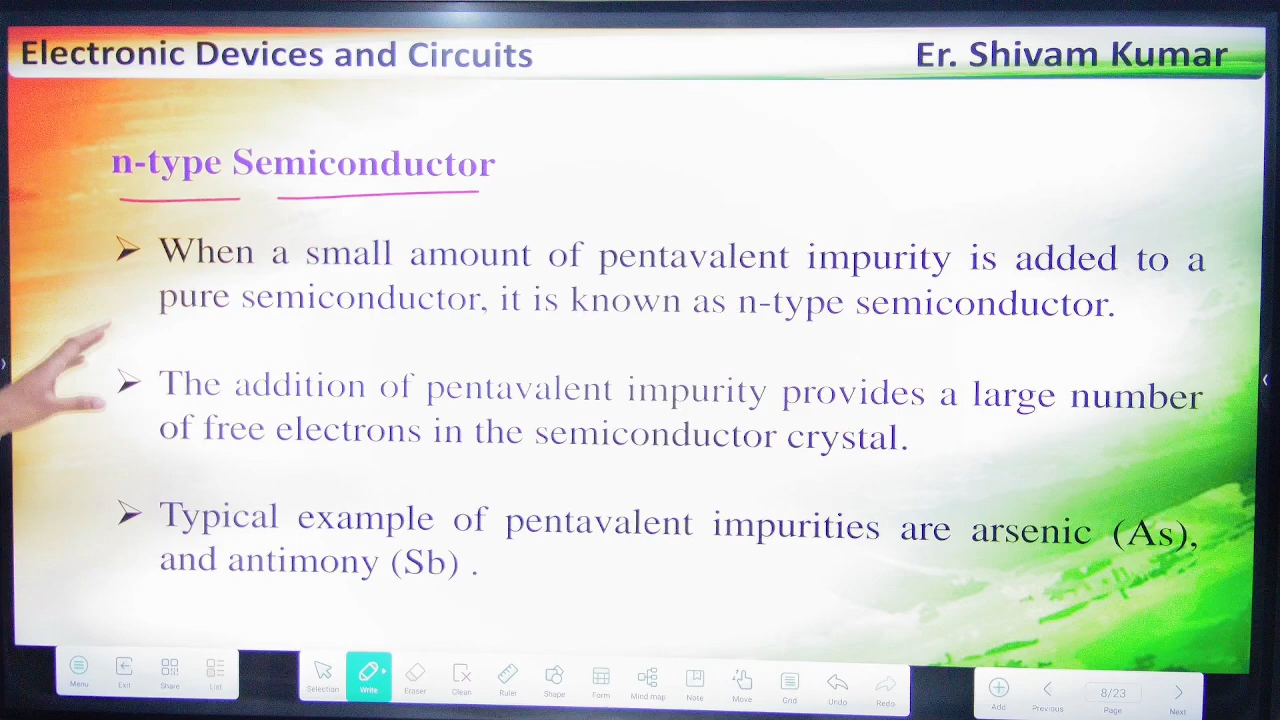 Electronic Devices and Circuits
Er. Shivam Kumar
n-type Semiconductor
When a small amount of pentavalent impurity is added to a
pure semiconductor, it is known as n-type semiconductor.
The addition of pentavalent impurity provides a large number
of free electrons in the semiconductor crystal.
Typical example of pentavalent impurities are arsenic (As),
and antimony (Sb) .
Menu Exit Share List
Selection Write Eraser Clean Ruler Shape Form Mind map Note Move Grid Undo Redo
Add Previous 8/23 Page Next